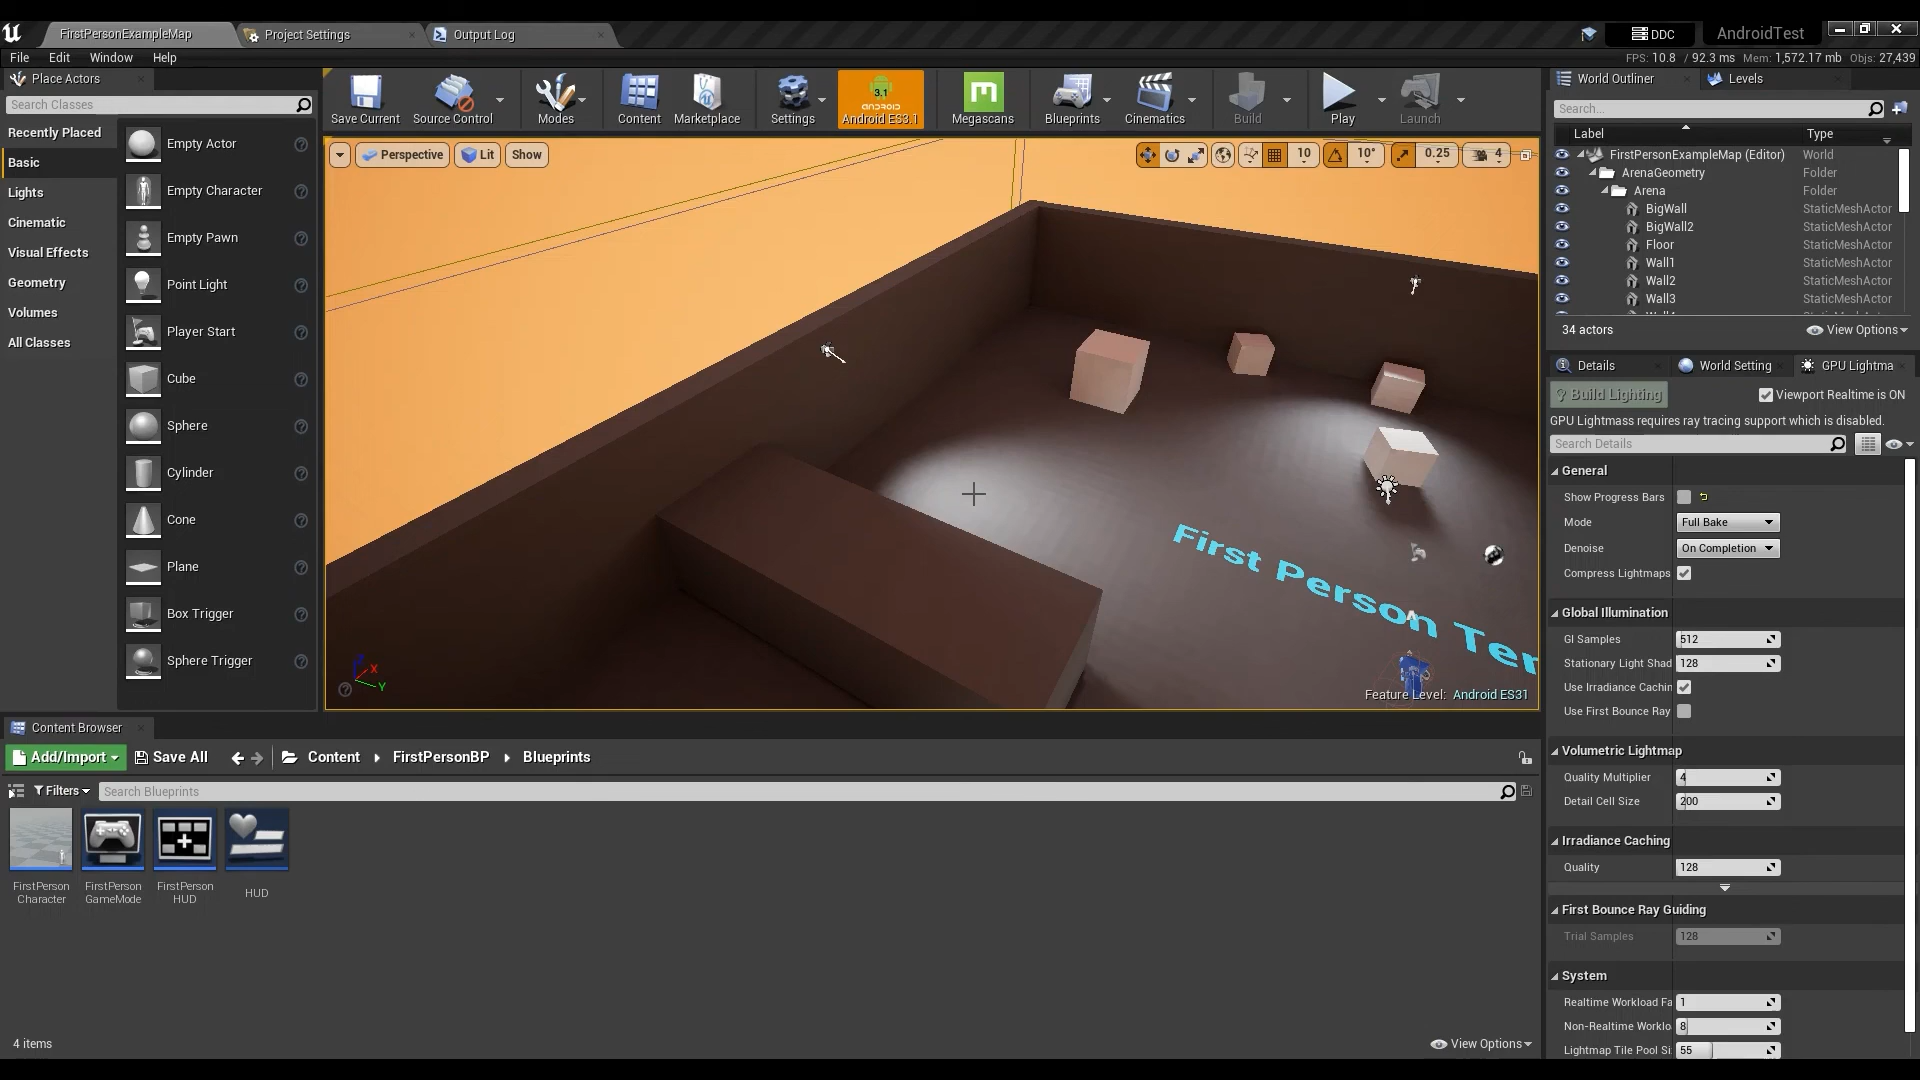 FirstPersonExampleMap
Project Settings
Output Log
DDC
AndroidTest
File Edit Window Help
FPS: 10.8 / 92.3 ms Mem: 1,572.17 mb Objs: 27,439
Place Actors
Search Classes
Recently Placed
Basic
Lights
Cinematic
Visual Effects
Geometry
Volumes
All Classes
Empty Actor
Empty Character
Empty Pawn
Point Light
Player Start
Cube
Sphere
Cylinder
Cone
Plane
Box Trigger
Sphere Trigger
Save Current
Source Control
Modes
Content
Marketplace
Settings
3.1
ANDROID
Android ES3.1
Megascans
Blueprints
Cinematics
Build
Play
Launch
Perspective
Lit
Show
10
10°
0.25
4
First Person Tem
Feature Level: Android ES31
X
Y
World Outliner
Levels
Search...
Label Type
FirstPersonExampleMap (Editor) World
ArenaGeometry Folder
Arena Folder
BigWall StaticMeshActor
BigWall2 StaticMeshActor
Floor StaticMeshActor
Wall1 StaticMeshActor
Wall2 StaticMeshActor
Wall3 StaticMeshActor
34 actors
View Options
Details
World Setting
GPU Lightma
Build Lighting
Viewport Realtime is ON
GPU Lightmass requires ray tracing support which is disabled.
Search Details
General
Show Progress Bars
Mode Full Bake
Denoise On Completion
Compress Lightmaps
Global Illumination
GI Samples 512
Stationary Light Shad 128
Use Irradiance Cachin
Use First Bounce Ray
Volumetric Lightmap
Quality Multiplier 4
Detail Cell Size 200
Irradiance Caching
Quality 128
First Bounce Ray Guiding
Trial Samples 128
System
Realtime Workload Fa 1
Non-Realtime Worklo 8
Lightmap Tile Pool Si 55
Content Browser
Add/Import
Save All
Content
FirstPersonBP
Blueprints
Filters
Search Blueprints
FirstPerson
Character
FirstPerson
GameMode
FirstPerson
HUD
HUD
4 items
View Options